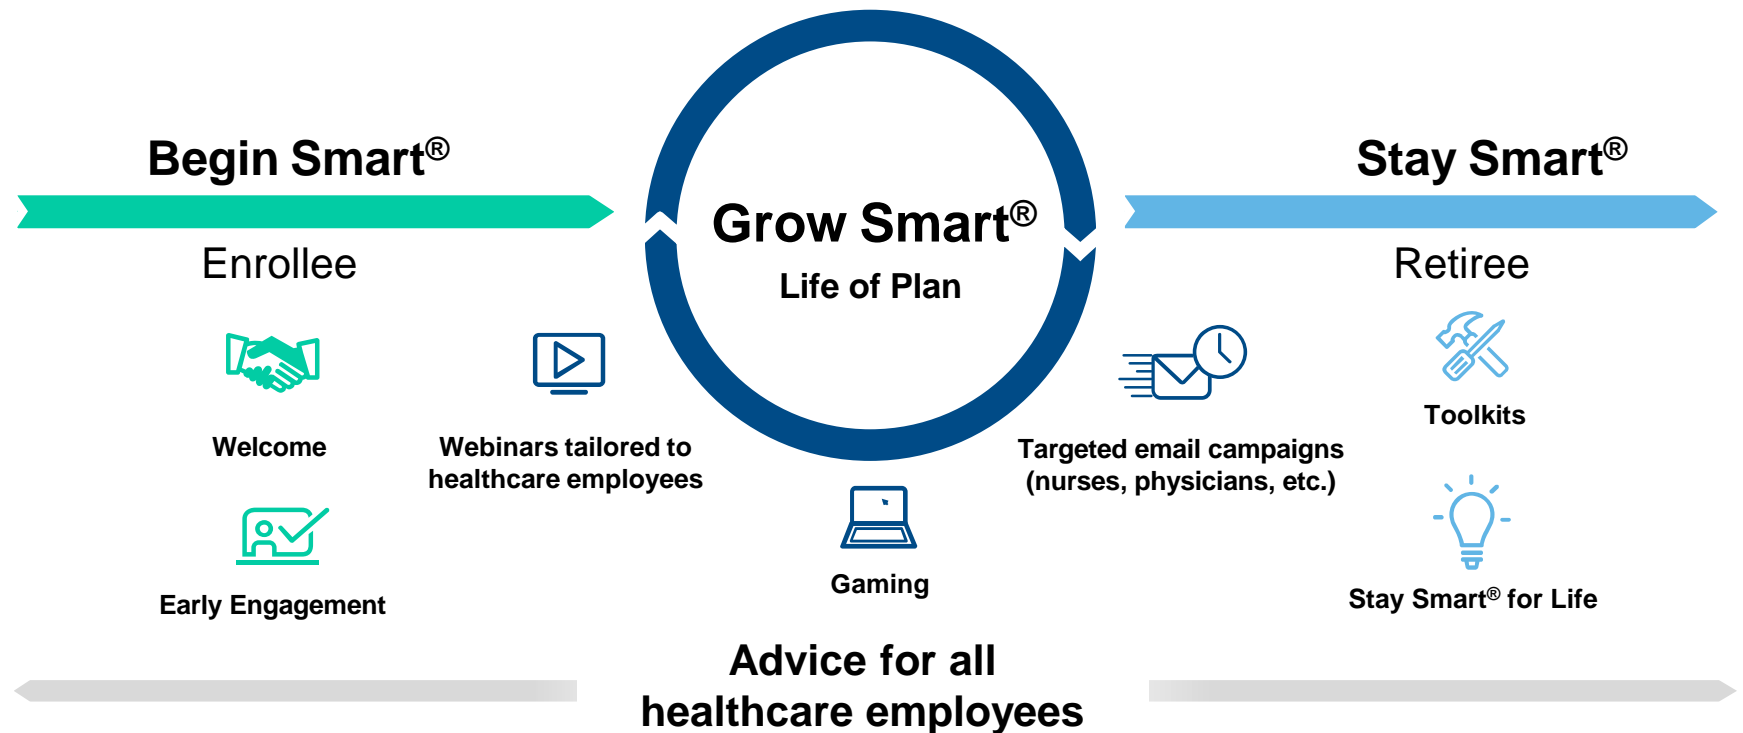 Begin Smart®
Enrollee
Welcome
Early Engagement
Webinars tailored to
healthcare employees
Grow Smart®
Life of Plan
Gaming
Targeted email campaigns
(nurses, physicians, etc.)
Stay Smart®
Retiree
Toolkits
Stay Smart® for Life
Advice for all
healthcare employees